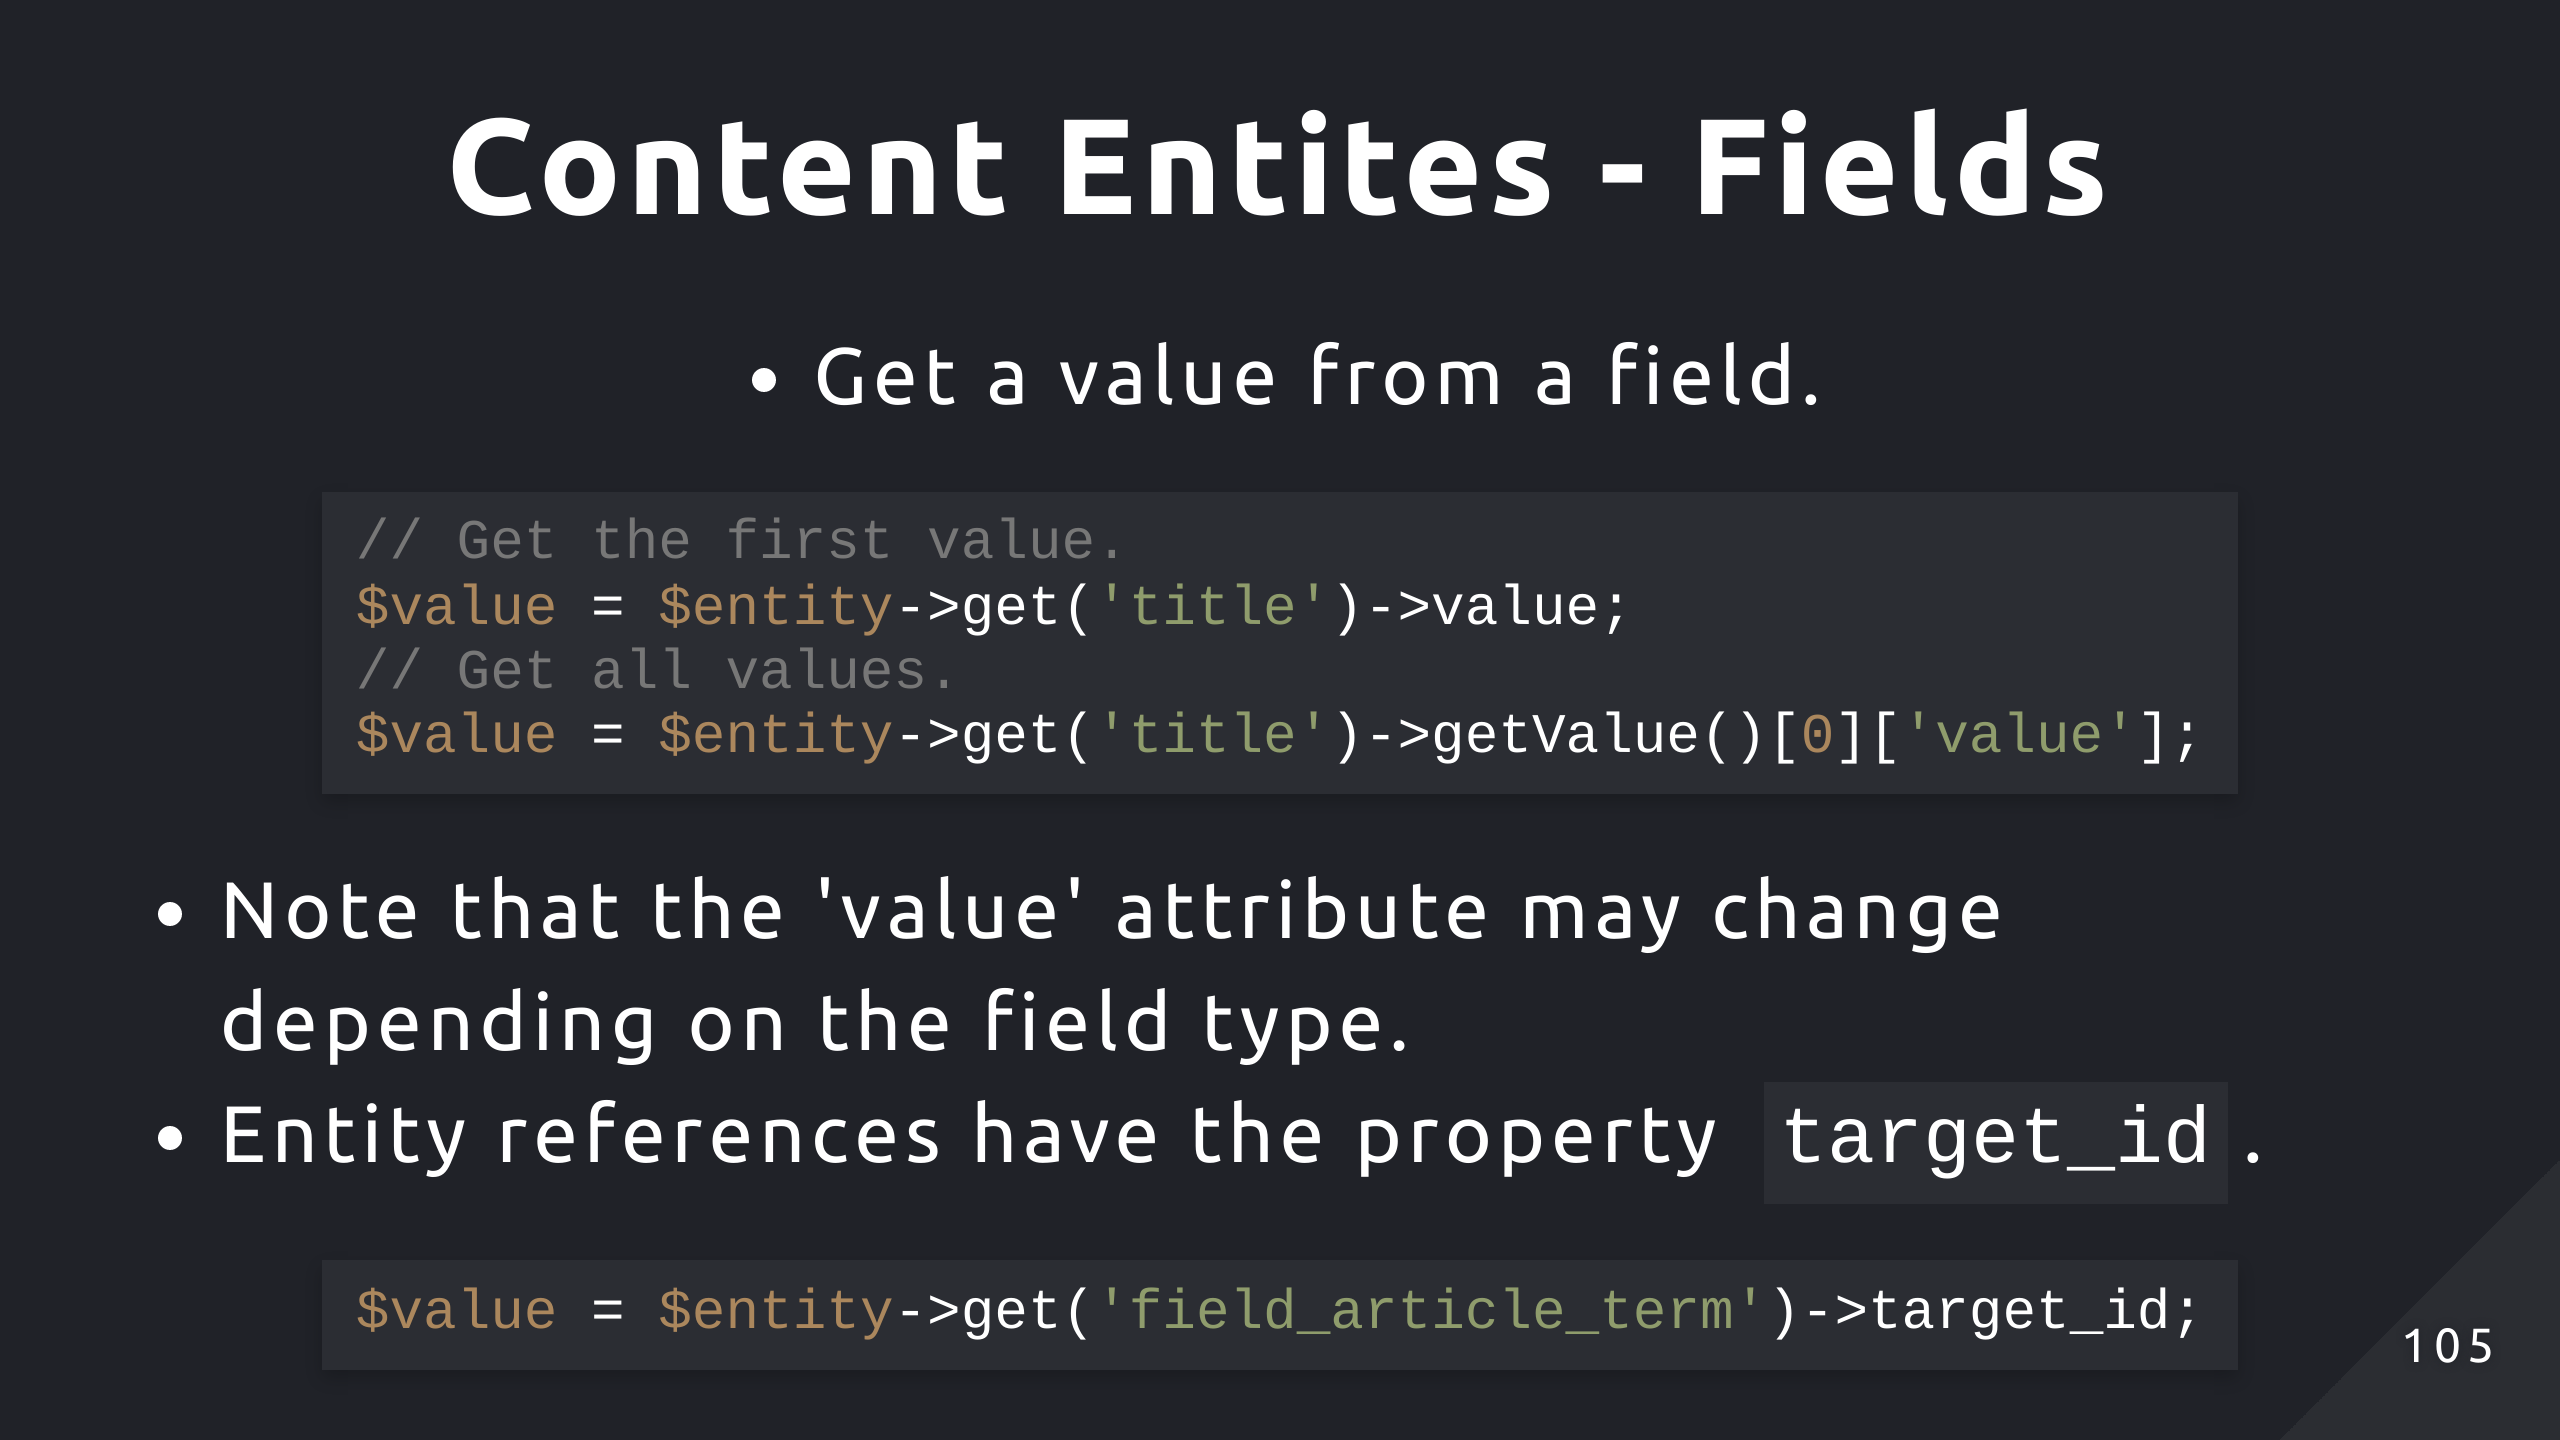 Content Entites - Fields
• Get a value from a field.
// Get the first value.
$value = $entity->get('title')->value;
// Get all values.
$value = $entity->get('title')->getValue()[0]['value'];
• Note that the 'value' attribute may change
depending on the field type.
• Entity references have the property target_id .
$value = $entity->get('field_article_term')->target_id;
105